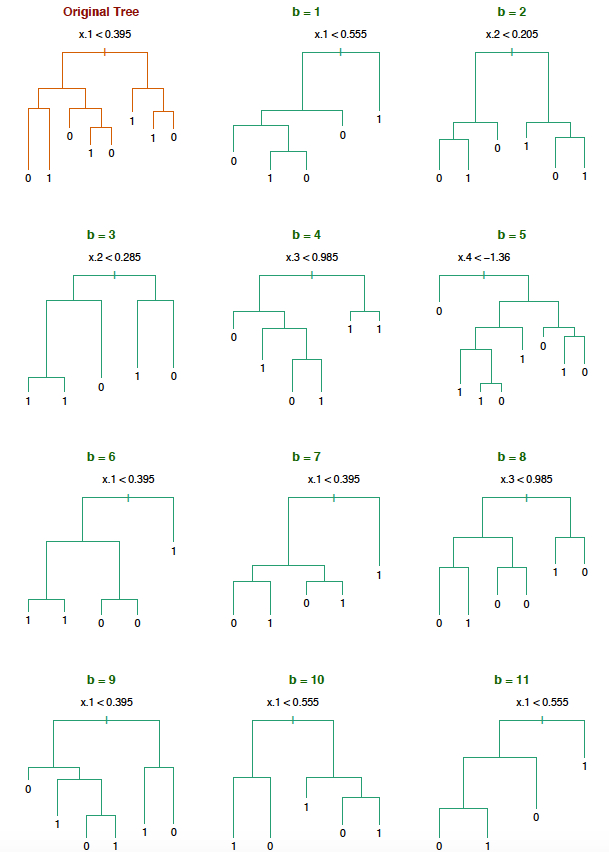 Original Tree
x.1 < 0.395
1
0 1 0
1 0
0 1
b = 1
x.1 < 0.555
1
0
0
1 0
b = 2
x.2 < 0.205
0 1
0 1 0 1
b = 3
x.2 < 0.285
1 0
0
1 1
b = 4
x.3 < 0.985
1 1
0
1
0 1
b = 5
x.4 < −1.36
0
0
1
1 0
1
1 0
b = 6
x.1 < 0.395
1
1 1 0 0
b = 7
x.1 < 0.395
1
0 1
0 1
b = 8
x.3 < 0.985
1 0
0 0
0 1
b = 9
x.1 < 0.395
0
1
1 0
0 1
b = 10
x.1 < 0.555
1
0 1
1 0
b = 11
x.1 < 0.555
1
0
0 1